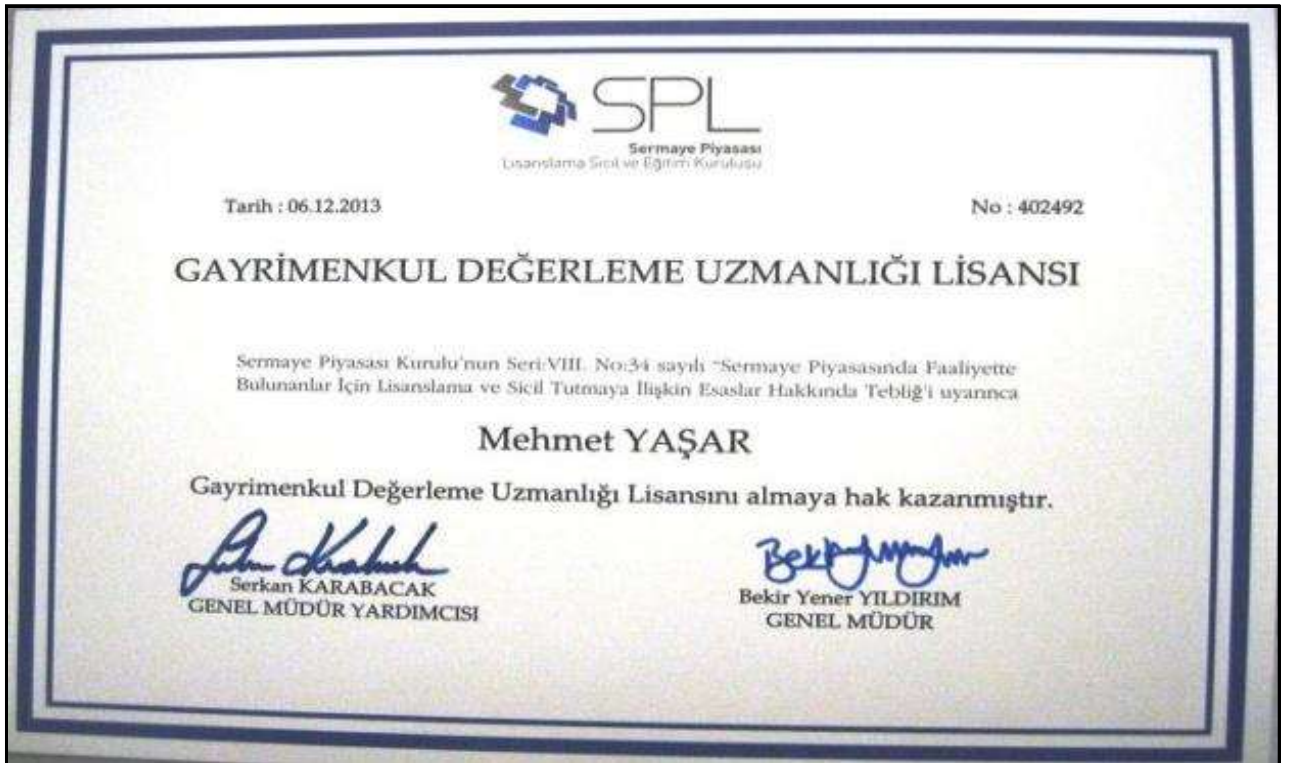 SPL
Sermaye Piyasası
Lisanslama Sicil ve Eğitim Kuruluşu
Tarih : 06.12.2013
No : 402492
GAYRİMENKUL DEĞERLEME UZMANLIĞI LİSANSI
Sermaye Piyasası Kurulu'nun Seri:VIII. No:34 sayılı "Sermaye Piyasasında Faaliyette
Bulunanlar İçin Lisanslama ve Sicil Tutmaya İlişkin Esaslar Hakkında Tebliğ'i uyarınca
Mehmet YAŞAR
Gayrimenkul Değerleme Uzmanlığı Lisansını almaya hak kazanmıştır.
Serkan KARABACAK
GENEL MÜDÜR YARDIMCISI
Bekir Yener YILDIRIM
GENEL MÜDÜR